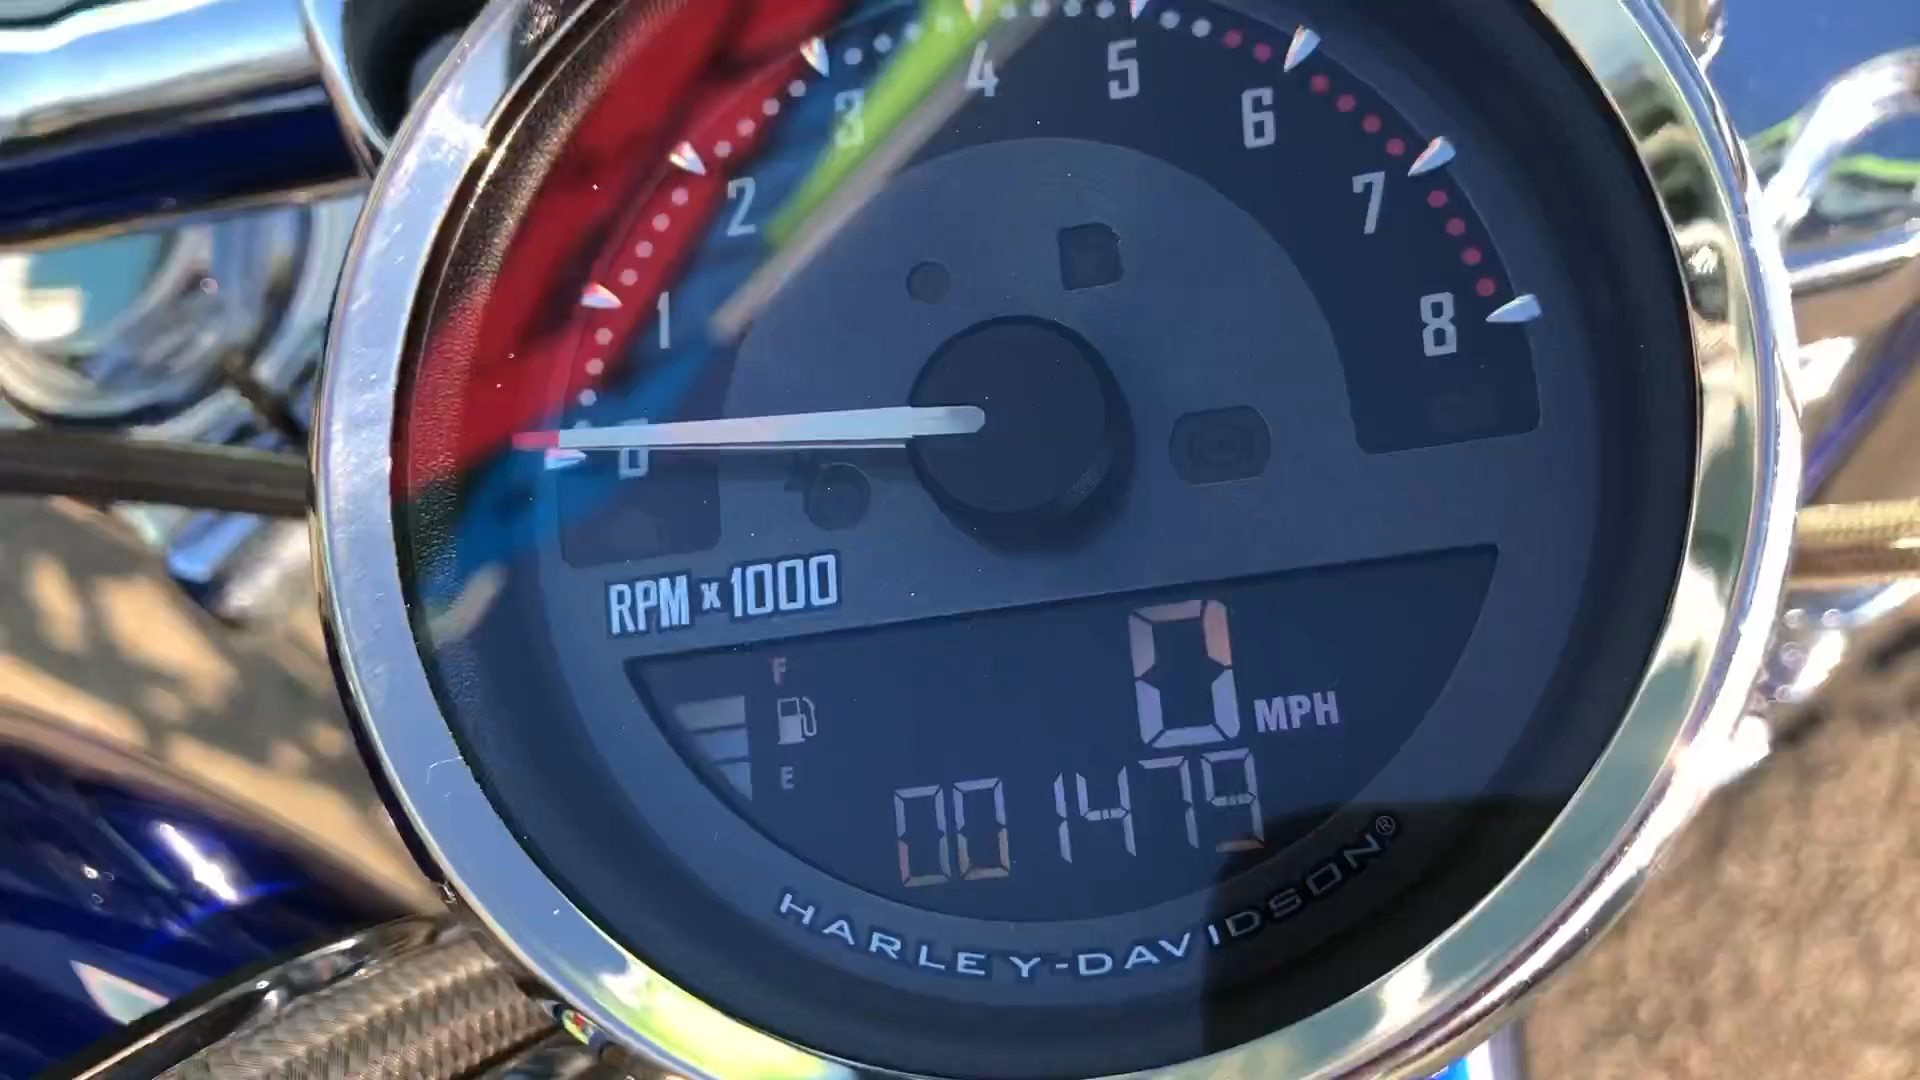 0 1 2 3 4 5 6 7 8
RPM x 1000
F
0 MPH
E
001479
HARLEY-DAVIDSON®